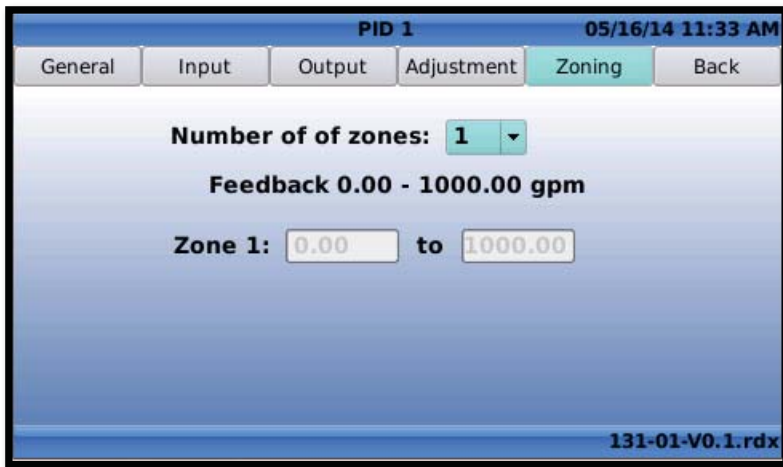 PID 1 05/16/14 11:33 AM
General Input Output Adjustment Zoning Back
Number of of zones: 1
Feedback 0.00 - 1000.00 gpm
Zone 1: 0.00 to 1000.00
131-01-V0.1.rdx